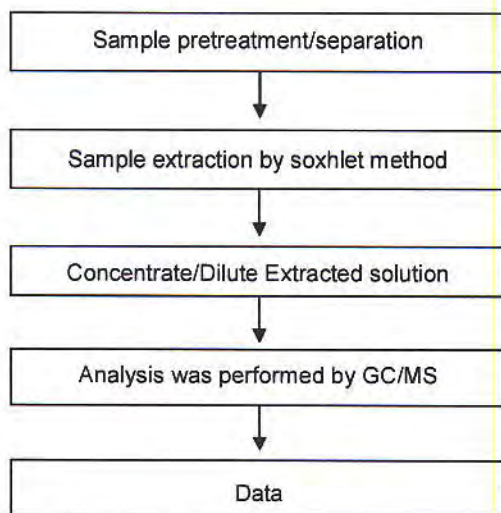 Sample pretreatment/separation
Sample extraction by soxhlet method
Concentrate/Dilute Extracted solution
Analysis was performed by GC/MS
Data